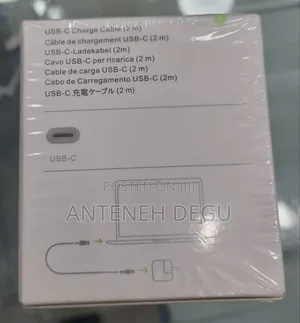 USB-C Charge Cable (2 m)
Câble de chargement USB-C (2 m)
USB-C-Ladekabel (2 m)
Cavo USB-C per ricarica (2 m)
Cable de carga USB-C (2 m)
Cabo de Carregamento USB-C (2 m)
USB-C 充電ケーブル (2 m)
USB-C
POSTED ON JIJI
ANTENEH DEGU